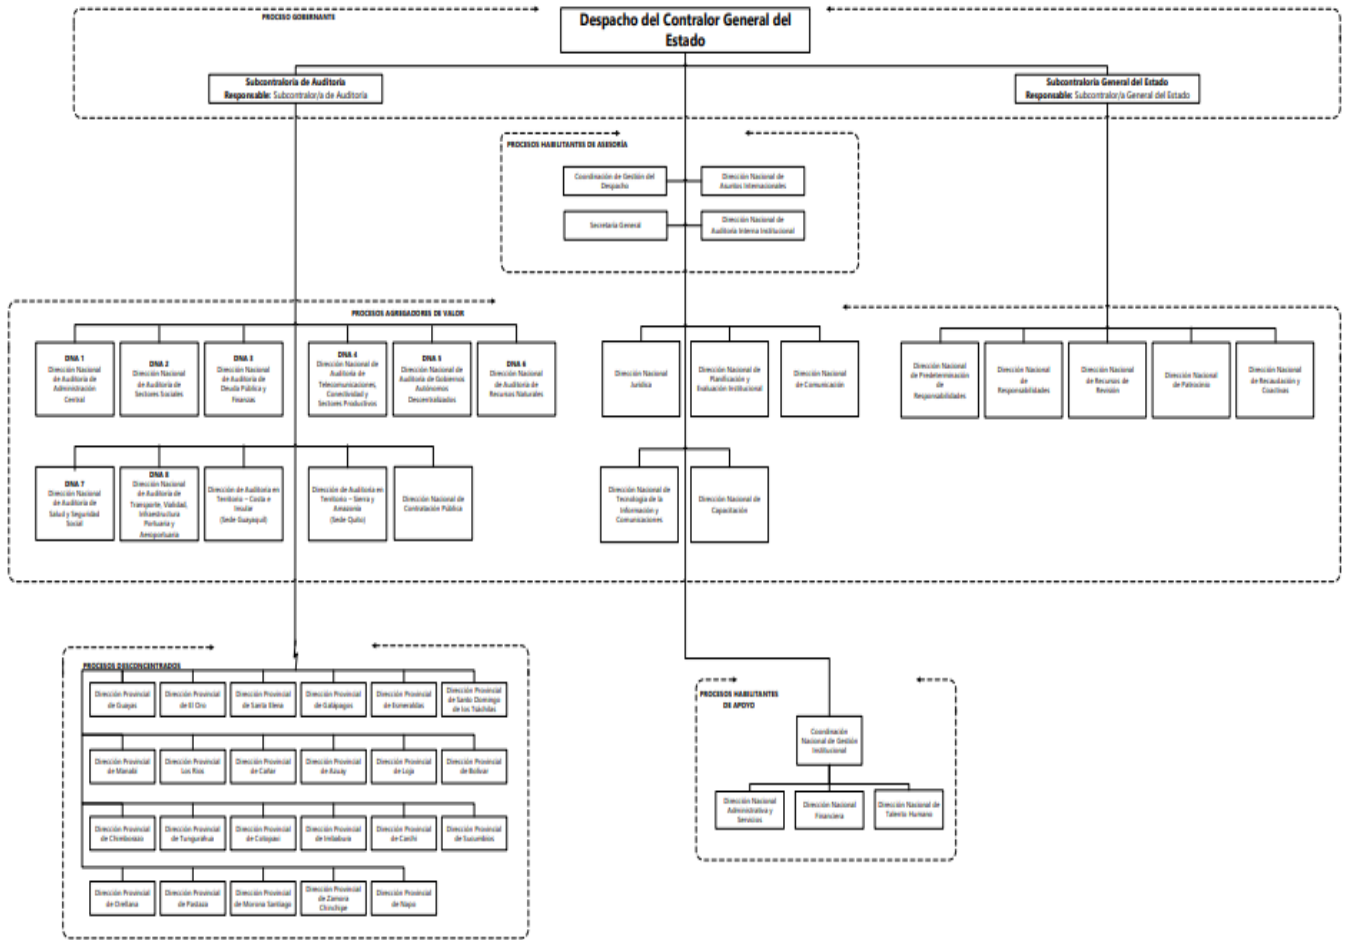 PROCESO GOBERNANTE
Despacho del Contralor General del
Estado
Subcontraloría de Auditoría
Responsable: Subcontralor/a de Auditoría
Subcontraloría General del Estado
Responsable: Subcontralor/a General del Estado
PROCESOS HABILITANTES DE ASESORÍA
Coordinación de Gestión del
Despacho
Dirección Nacional de
Asuntos Internacionales
Secretaría General
Dirección Nacional de
Auditoría Interna Institucional
PROCESOS AGREGADORES DE VALOR
DNA 1
Dirección Nacional
de Auditoría de
Administración
Central
DNA 2
Dirección Nacional
de Auditoría de
Sectores Sociales
DNA 3
Dirección Nacional
de Auditoría de
Deuda Pública y
Finanzas
DNA 4
Dirección Nacional de
Auditoría de
Telecomunicaciones,
Conectividad y
Sectores Productivos
DNA 5
Dirección Nacional de
Auditoría de Gobiernos
Autónomos
Descentralizados
DNA 6
Dirección Nacional
de Auditoría de
Recursos Naturales
Dirección Nacional
Jurídica
Dirección Nacional de
Planificación y
Evaluación Institucional
Dirección Nacional
de Comunicación
Dirección Nacional
de Predeterminación
de
Responsabilidades
Dirección Nacional
de
Responsabilidades
Dirección Nacional
de Recursos de
Revisión
Dirección Nacional
de Patrocinio
Dirección Nacional
de Recaudación y
Coactivas
DNA 7
Dirección Nacional
de Auditoría de
Salud y Seguridad
Social
DNA 8
Dirección Nacional
de Auditoría de
Transporte, Vialidad,
Infraestructura
Portuaria y
Aeroportuaria
Dirección de Auditoría en
Territorio – Costa e
Insular
(Sede Guayaquil)
Dirección de Auditoría en
Territorio – Sierra y
Amazonía
(Sede Quito)
Dirección Nacional de
Contratación Pública
Dirección Nacional de
Tecnología de la
Información y
Comunicaciones
Dirección Nacional de
Capacitación
PROCESOS DESCONCENTRADOS
Dirección Provincial
de Guayas
Dirección Provincial
de El Oro
Dirección Provincial
de Santa Elena
Dirección Provincial
de Galápagos
Dirección Provincial
de Esmeraldas
Dirección Provincial
de Santo Domingo
de los Tsáchilas
Dirección Provincial
de Manabí
Dirección Provincial
Los Ríos
Dirección Provincial
de Cañar
Dirección Provincial
de Azuay
Dirección Provincial
de Loja
Dirección Provincial
de Bolívar
Dirección Provincial
de Chimborazo
Dirección Provincial
de Tungurahua
Dirección Provincial
de Cotopaxi
Dirección Provincial
de Imbabura
Dirección Provincial
de Carchi
Dirección Provincial
de Sucumbíos
Dirección Provincial
de Orellana
Dirección Provincial
de Pastaza
Dirección Provincial
de Morona Santiago
Dirección Provincial
de Zamora
Chinchipe
Dirección Provincial
de Napo
PROCESOS HABILITANTES
DE APOYO
Coordinación
Nacional de Gestión
Institucional
Dirección Nacional
Administrativa y
Servicios
Dirección Nacional
Financiera
Dirección Nacional de
Talento Humano